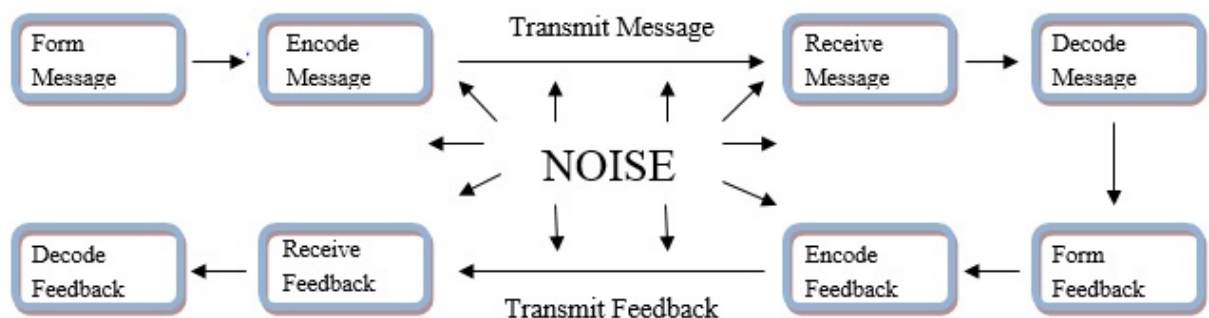 Form
Message
Encode
Message
Transmit Message
Receive
Message
Decode
Message
NOISE
Decode
Feedback
Receive
Feedback
Transmit Feedback
Encode
Feedback
Form
Feedback